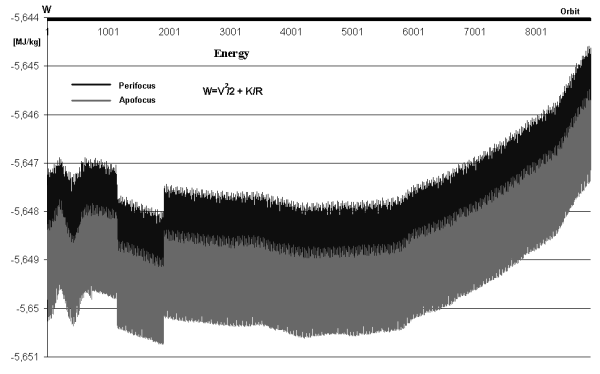 W
Orbit
-5,644
[MJ/kg]
1 1001 2001 3001 4001 5001 6001 7001 8001
Energy
-5,645
Perifocus
W=V²/2 + K/R
Apofocus
-5,646
-5,647
-5,648
-5,649
-5,65
-5,651